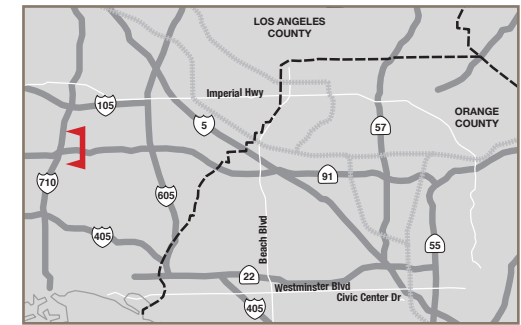 LOS ANGELES
COUNTY
Imperial Hwy
105
5
57
ORANGE
COUNTY
710
605
91
405
Beach Blvd
55
22
Westminster Blvd
Civic Center Dr
405